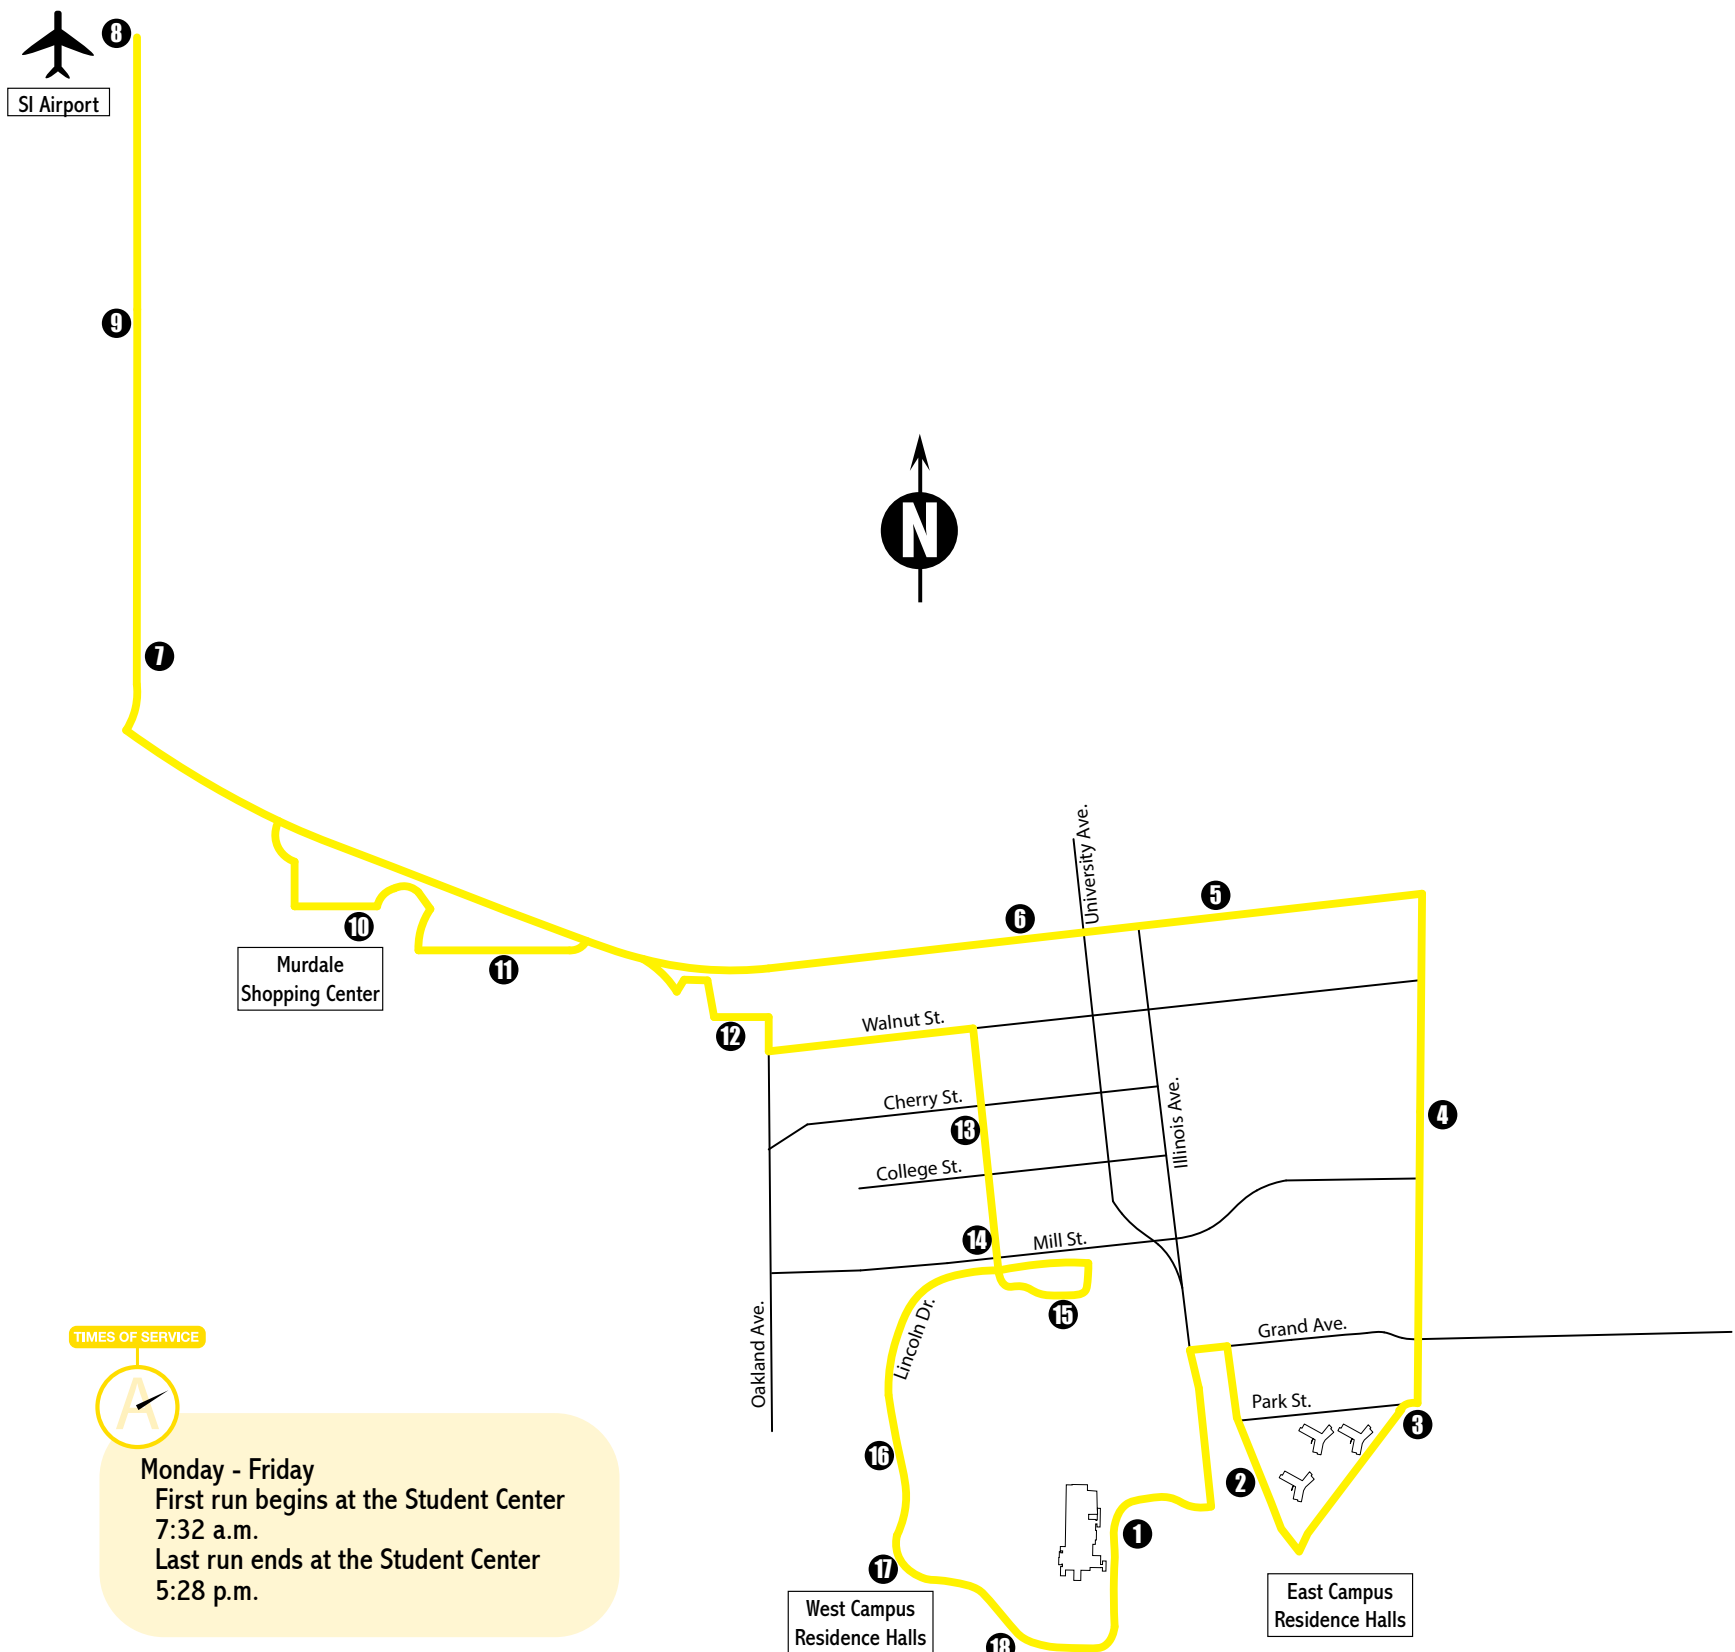 8
SI Airport
9
N
7
University Ave.
5
6
10
Murdale
Shopping Center
11
12
Walnut St.
Cherry St.
13
Illinois Ave.
4
College St.
14
Mill St.
15
Lincoln Dr.
Oakland Ave.
Grand Ave.
Park St.
3
2
16
1
17
18
West Campus
Residence Halls
East Campus
Residence Halls
TIMES OF SERVICE
A
Monday - Friday
First run begins at the Student Center
7:32 a.m.
Last run ends at the Student Center
5:28 p.m.